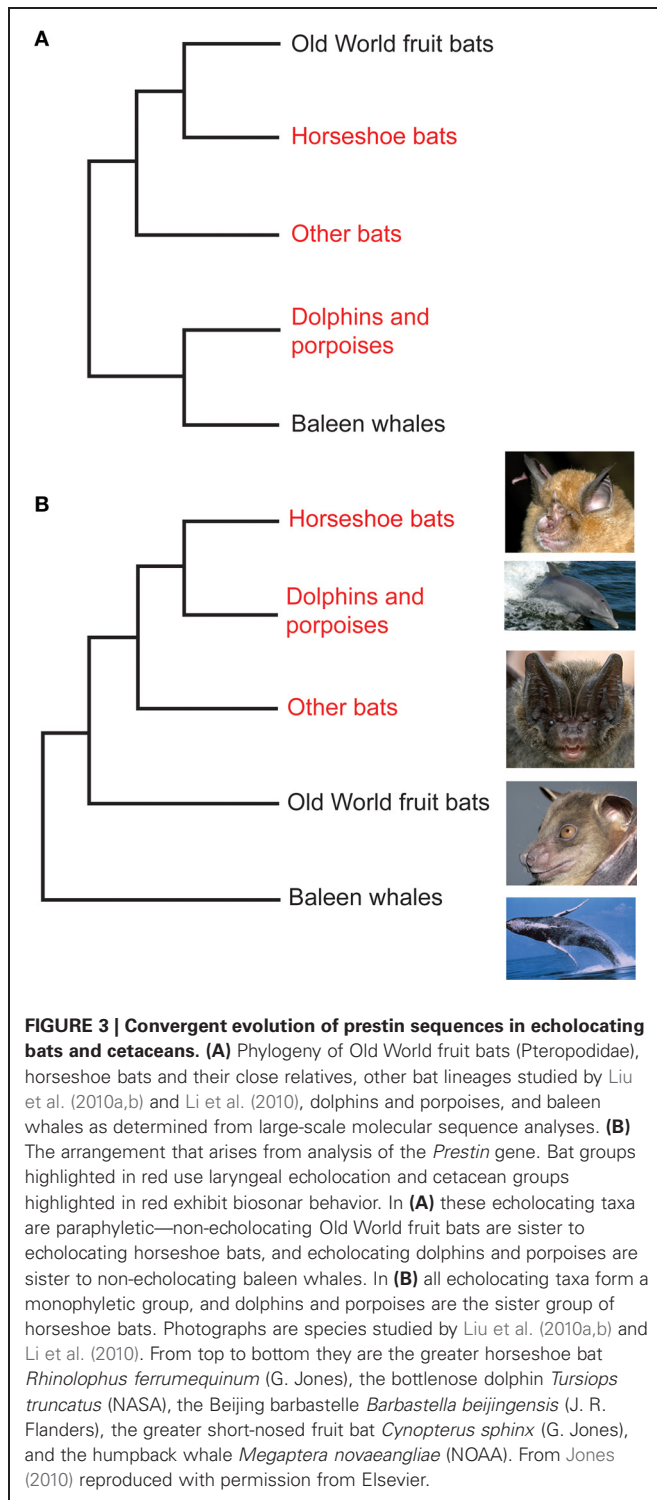 A
Old World fruit bats
Horseshoe bats
Other bats
Dolphins and
porpoises
Baleen whales
B
Horseshoe bats
Dolphins and
porpoises
Other bats
Old World fruit bats
Baleen whales
FIGURE 3 | Convergent evolution of prestin sequences in echolocating
bats and cetaceans. (A) Phylogeny of Old World fruit bats (Pteropodidae),
horseshoe bats and their close relatives, other bat lineages studied by Liu
et al. (2010a,b) and Li et al. (2010), dolphins and porpoises, and baleen
whales as determined from large-scale molecular sequence analyses. (B)
The arrangement that arises from analysis of the Prestin gene. Bat groups
highlighted in red use laryngeal echolocation and cetacean groups
highlighted in red exhibit biosonar behavior. In (A) these echolocating taxa
are paraphyletic—non-echolocating Old World fruit bats are sister to
echolocating horseshoe bats, and echolocating dolphins and porpoises are
sister to non-echolocating baleen whales. In (B) all echolocating taxa form a
monophyletic group, and dolphins and porpoises are the sister group of
horseshoe bats. Photographs are species studied by Liu et al. (2010a,b) and
Li et al. (2010). From top to bottom they are the greater horseshoe bat
Rhinolophus ferrumequinum (G. Jones), the bottlenose dolphin Tursiops
truncatus (NASA), the Beijing barbastelle Barbastella beijingensis (J. R.
Flanders), the greater short-nosed fruit bat Cynopterus sphinx (G. Jones),
and the humpback whale Megaptera novaeangliae (NOAA). From Jones
(2010) reproduced with permission from Elsevier.